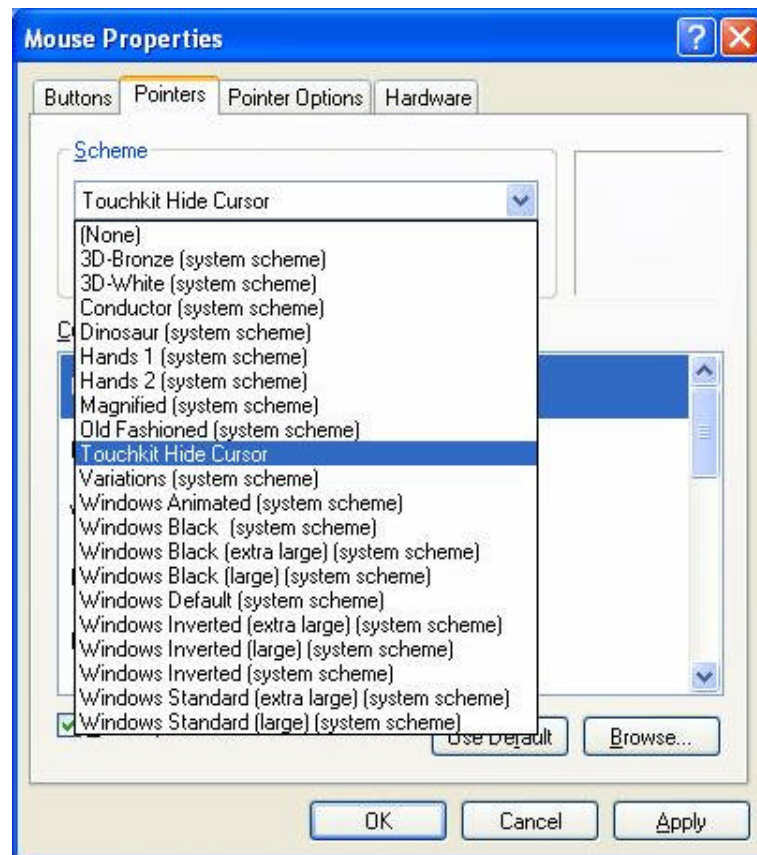 Mouse Properties
Buttons Pointers Pointer Options Hardware
Scheme
Touchkit Hide Cursor
(None)
3D-Bronze (system scheme)
3D-White (system scheme)
Conductor (system scheme)
Dinosaur (system scheme)
Hands 1 (system scheme)
Hands 2 (system scheme)
Magnified (system scheme)
Old Fashioned (system scheme)
Touchkit Hide Cursor
Variations (system scheme)
Windows Animated (system scheme)
Windows Black (system scheme)
Windows Black (extra large) (system scheme)
Windows Black (large) (system scheme)
Windows Default (system scheme)
Windows Inverted (extra large) (system scheme)
Windows Inverted (large) (system scheme)
Windows Inverted (system scheme)
Windows Standard (extra large) (system scheme)
Windows Standard (large) (system scheme)
Use Default Browse...
OK Cancel Apply